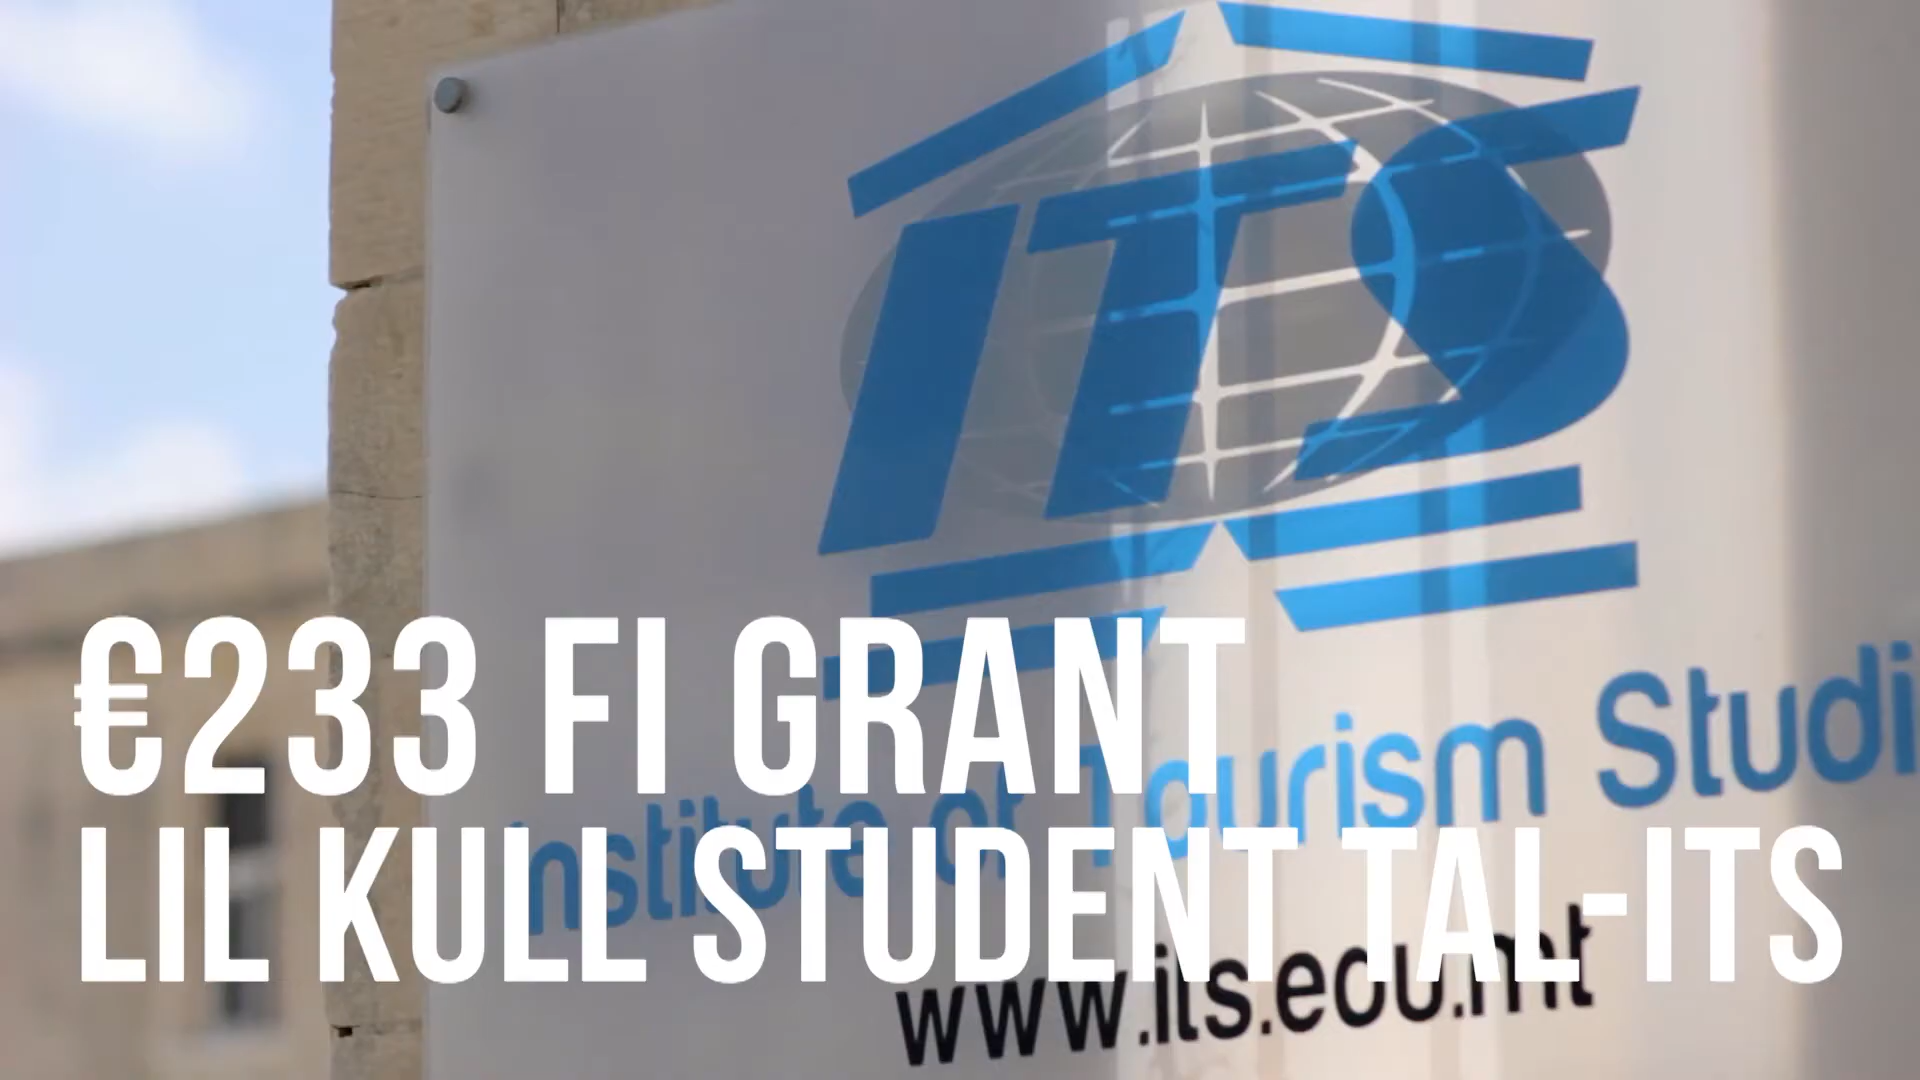 ITS
€233 FI GRANT
Institute of Tourism Studi
LIL KULL STUDENT TAL-ITS
www.its.edu.mt